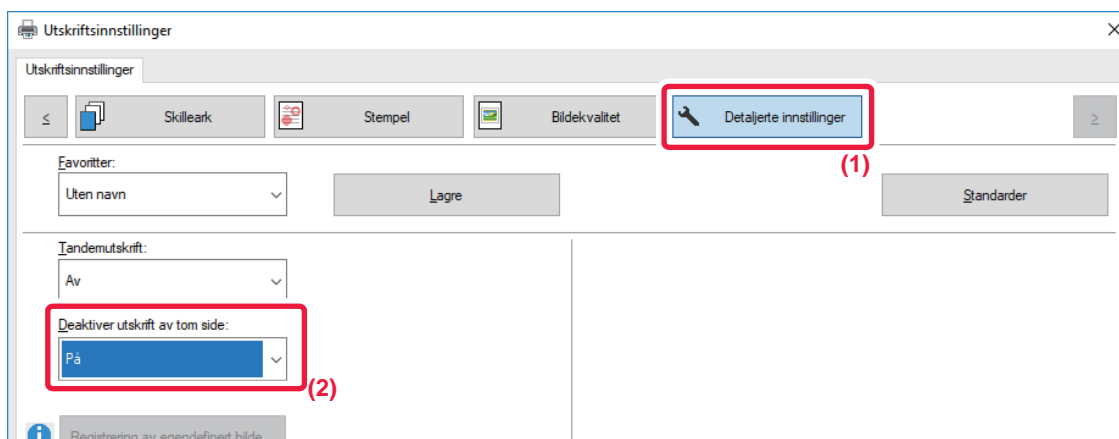 Utskriftsinnstillinger
Utskriftsinnstillinger
< Skilleark Stempel Bildekvalitet Detaljerte innstillinger >
(1)
Favoritter:
Uten navn Lagre Standarder
Tandemutskrift:
Av
Deaktiver utskrift av tom side:
På
(2)
Registrering av egendefinert bilde